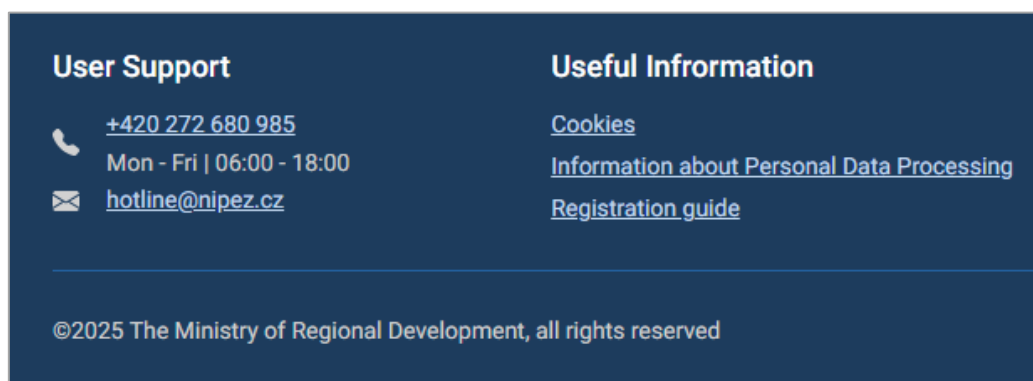 User Support
+420 272 680 985
Mon - Fri | 06:00 - 18:00
hotline@nipez.cz
Useful Infrormation
Cookies
Information about Personal Data Processing
Registration guide
©2025 The Ministry of Regional Development, all rights reserved